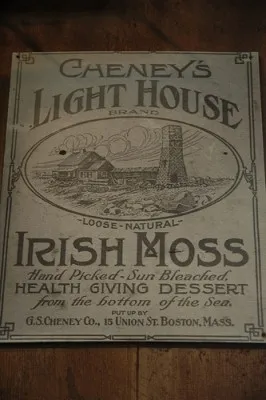 CHENEY'S
LIGHT HOUSE
BRAND
-LOOSE-NATURAL-
IRISH MOSS
Hand Picked-Sun Bleached,
HEALTH GIVING DESSERT
from the bottom of the Sea.
PUT UP BY
G.S. CHENEY CO., 15 UNION ST. BOSTON, MASS.